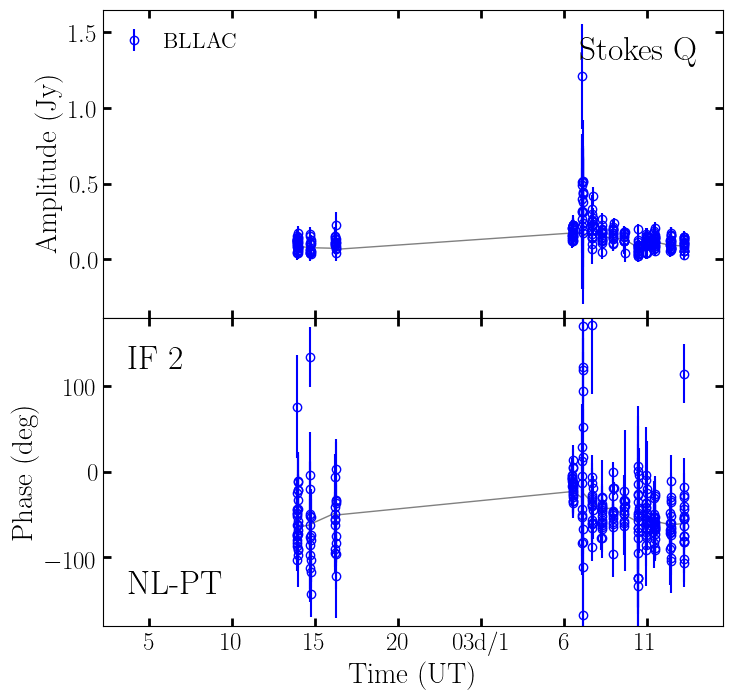 BLLAC
Stokes Q
1.5
1.0
0.5
0.0
Amplitude (Jy)
IF 2
100
0
−100
Phase (deg)
NL-PT
5 10 15 20 03d/1 6 11
Time (UT)